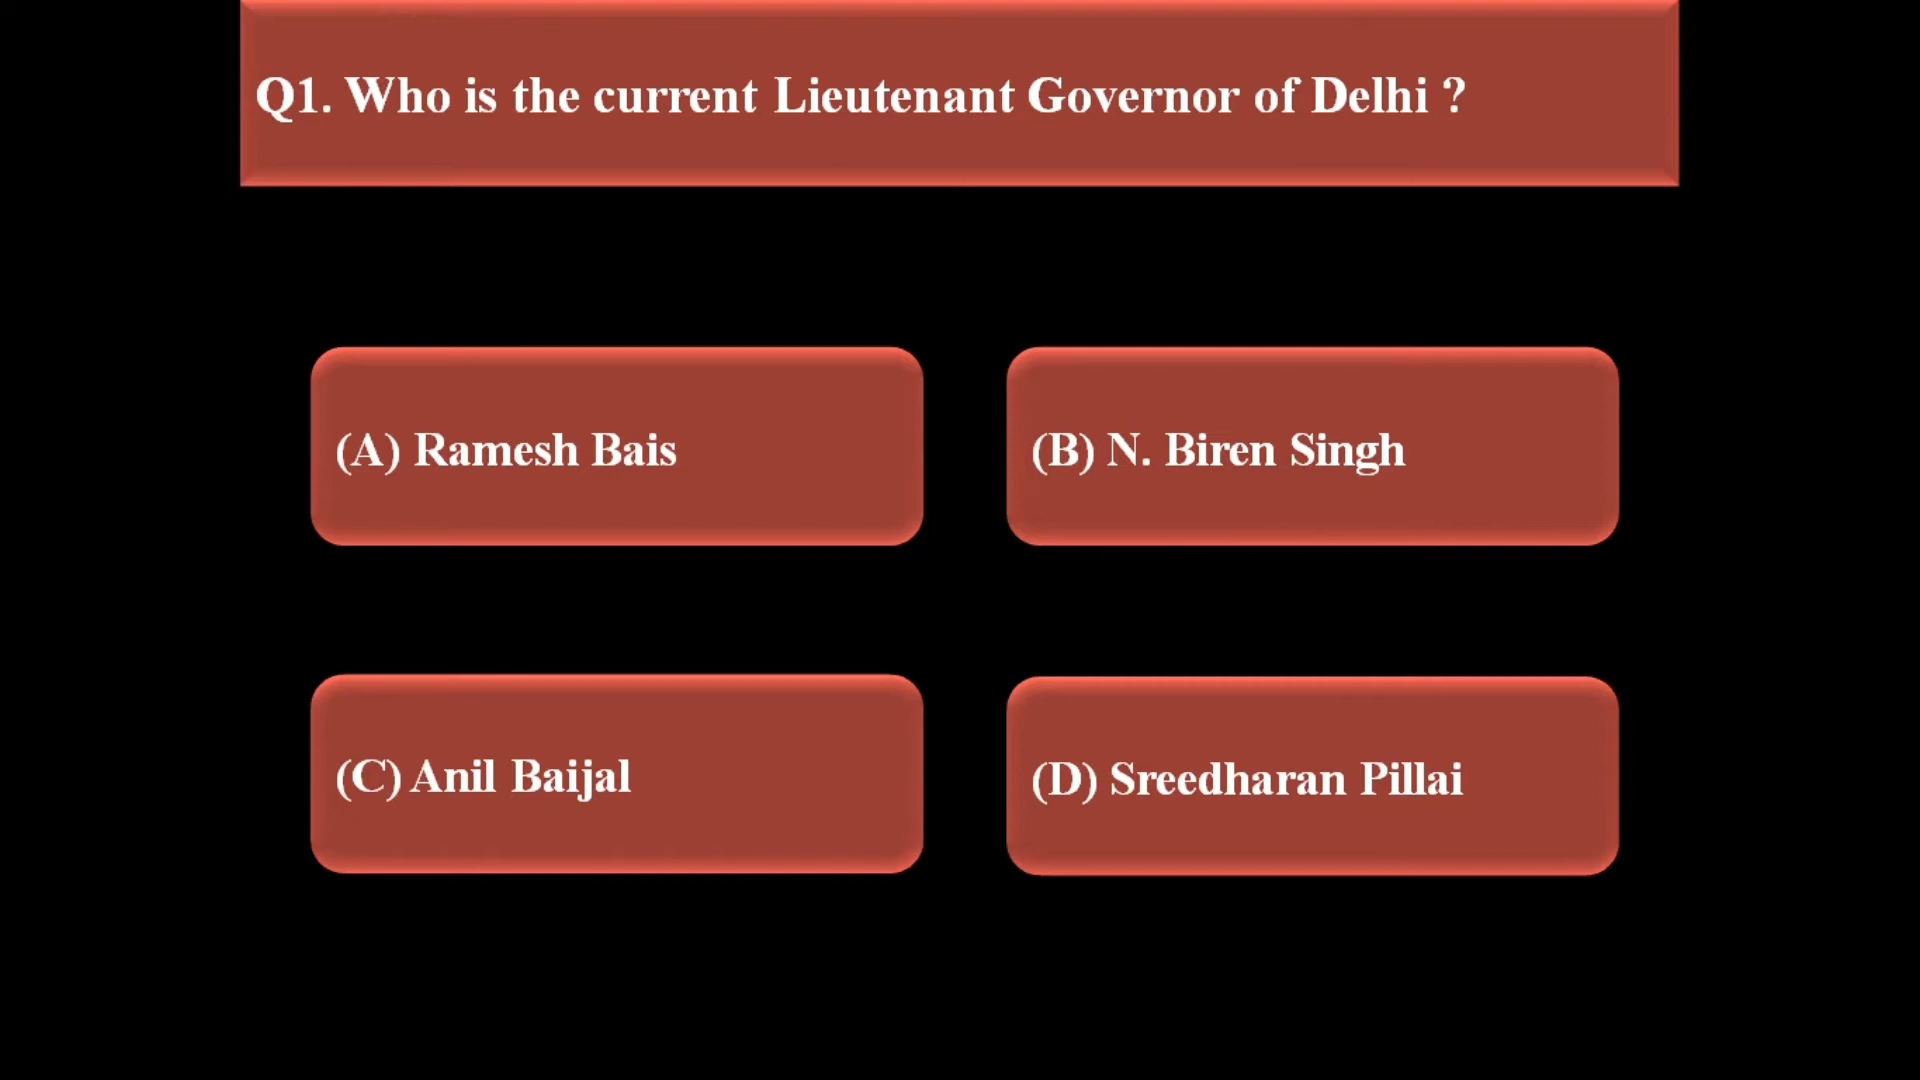 Q1. Who is the current Lieutenant Governor of Delhi ?
(A) Ramesh Bais
(B) N. Biren Singh
(C) Anil Baijal
(D) Sreedharan Pillai